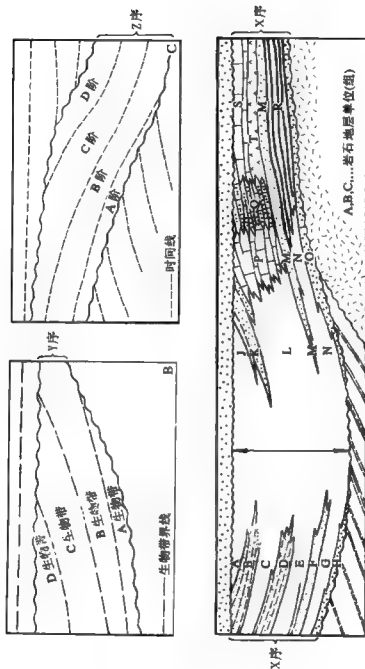 Y序
D生物带
C生物带
B生物带
A生物带
生物带界线
B
Z序
D阶
C阶
B阶
A阶
时间线
C
X序
A
B
C
D
E
F
G
H
J
K
L
M
N
P
Q
M
N
O
S
T
M
R
X序
A,B,C,…岩石地层单位(组)